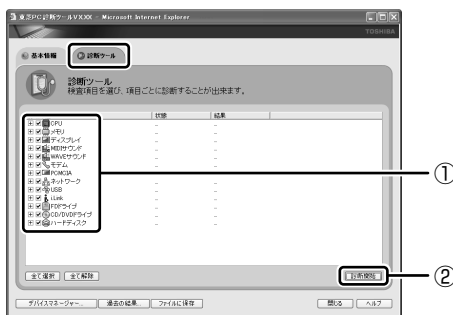 東芝PC診断ツールVX.XX - Microsoft Internet Explorer
TOSHIBA
基本情報
診断ツール
診断ツール
検査項目を選び、項目ごとに診断することが出来ます。
状態 結果
CPU
メモリ
ディスプレイ
MIDIサウンド
WAVEサウンド
モデム
PCMCIA
ネットワーク
USB
i.Link
FDドライブ
CD/DVDドライブ
ハードディスク
①
全て選択 全て解除 診断開始
②
デバイスマネージャー... 過去の結果... ファイルに保存 閉じる ヘルプ